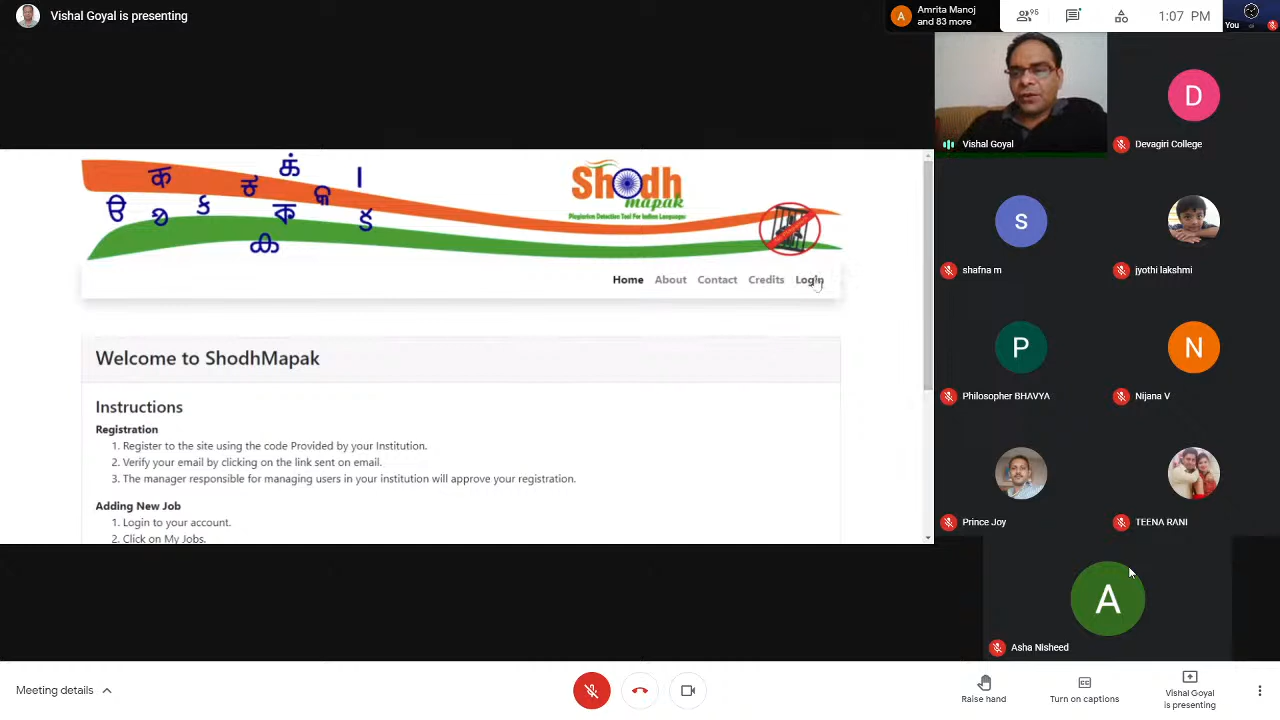 Vishal Goyal is presenting
Amrita Manoj
and 83 more
95
1:07 PM
You
क
ಕ
க்
।
ੳ
ට
ક
ক
କ
ક
ക
Shodh
mapak
Plagiarism Detection Tool For Indian Languages
Home About Contact Credits Login
Welcome to ShodhMapak
Instructions
Registration
1. Register to the site using the code Provided by your Institution.
2. Verify your email by clicking on the link sent on email.
3. The manager responsible for managing users in your institution will approve your registration.
Adding New Job
1. Login to your account.
2. Click on My Jobs.
Vishal Goyal
D
Devagiri College
S
shafna m
jyothi lakshmi
P
Philosopher BHAVYA
N
Nijana V
Prince Joy
TEENA RANI
A
Asha Nisheed
Meeting details
Raise hand
Turn on captions
Vishal Goyal
is presenting